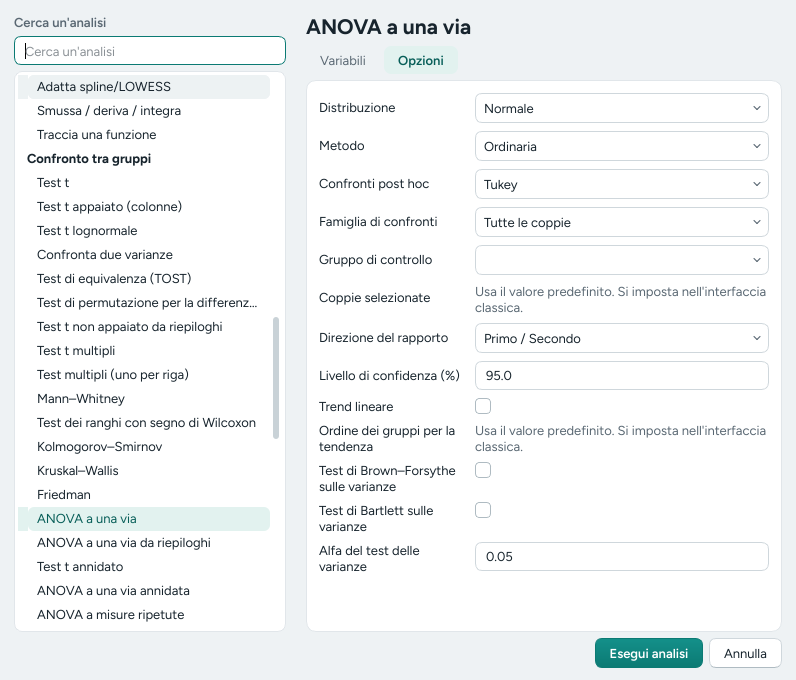 Cerca un'analisi
Cerca un'analisi
Adatta spline/LOWESS
Smussa / deriva / integra
Traccia una funzione
Confronto tra gruppi
Test t
Test t appaiato (colonne)
Test t lognormale
Confronta due varianze
Test di equivalenza (TOST)
Test di permutazione per la differenz...
Test t non appaiato da riepiloghi
Test t multipli
Test multipli (uno per riga)
Mann–Whitney
Test dei ranghi con segno di Wilcoxon
Kolmogorov–Smirnov
Kruskal–Wallis
Friedman
ANOVA a una via
ANOVA a una via da riepiloghi
Test t annidato
ANOVA a una via annidata
ANOVA a misure ripetute
ANOVA a una via
Variabili
Opzioni
Distribuzione
Normale
Metodo
Ordinaria
Confronti post hoc
Tukey
Famiglia di confronti
Tutte le coppie
Gruppo di controllo
Coppie selezionate
Usa il valore predefinito. Si imposta nell'interfaccia
classica.
Direzione del rapporto
Primo / Secondo
Livello di confidenza (%)
95.0
Trend lineare
Ordine dei gruppi per la
tendenza
Usa il valore predefinito. Si imposta nell'interfaccia
classica.
Test di Brown–Forsythe
sulle varianze
Test di Bartlett sulle
varianze
Alfa del test delle
varianze
0.05
Esegui analisi
Annulla